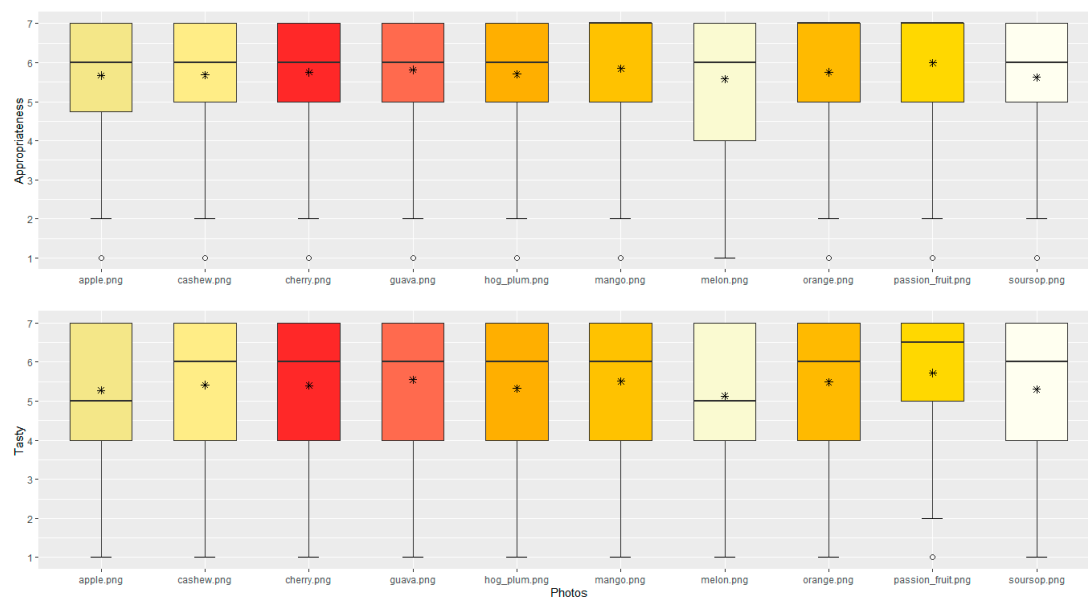 Appropriateness
7
6
5
4
3
2
1
apple.png cashew.png cherry.png guava.png hog_plum.png mango.png melon.png orange.png passion_fruit.png soursop.png
Tasty
7
6
5
4
3
2
1
apple.png cashew.png cherry.png guava.png hog_plum.png mango.png melon.png orange.png passion_fruit.png soursop.png
Photos